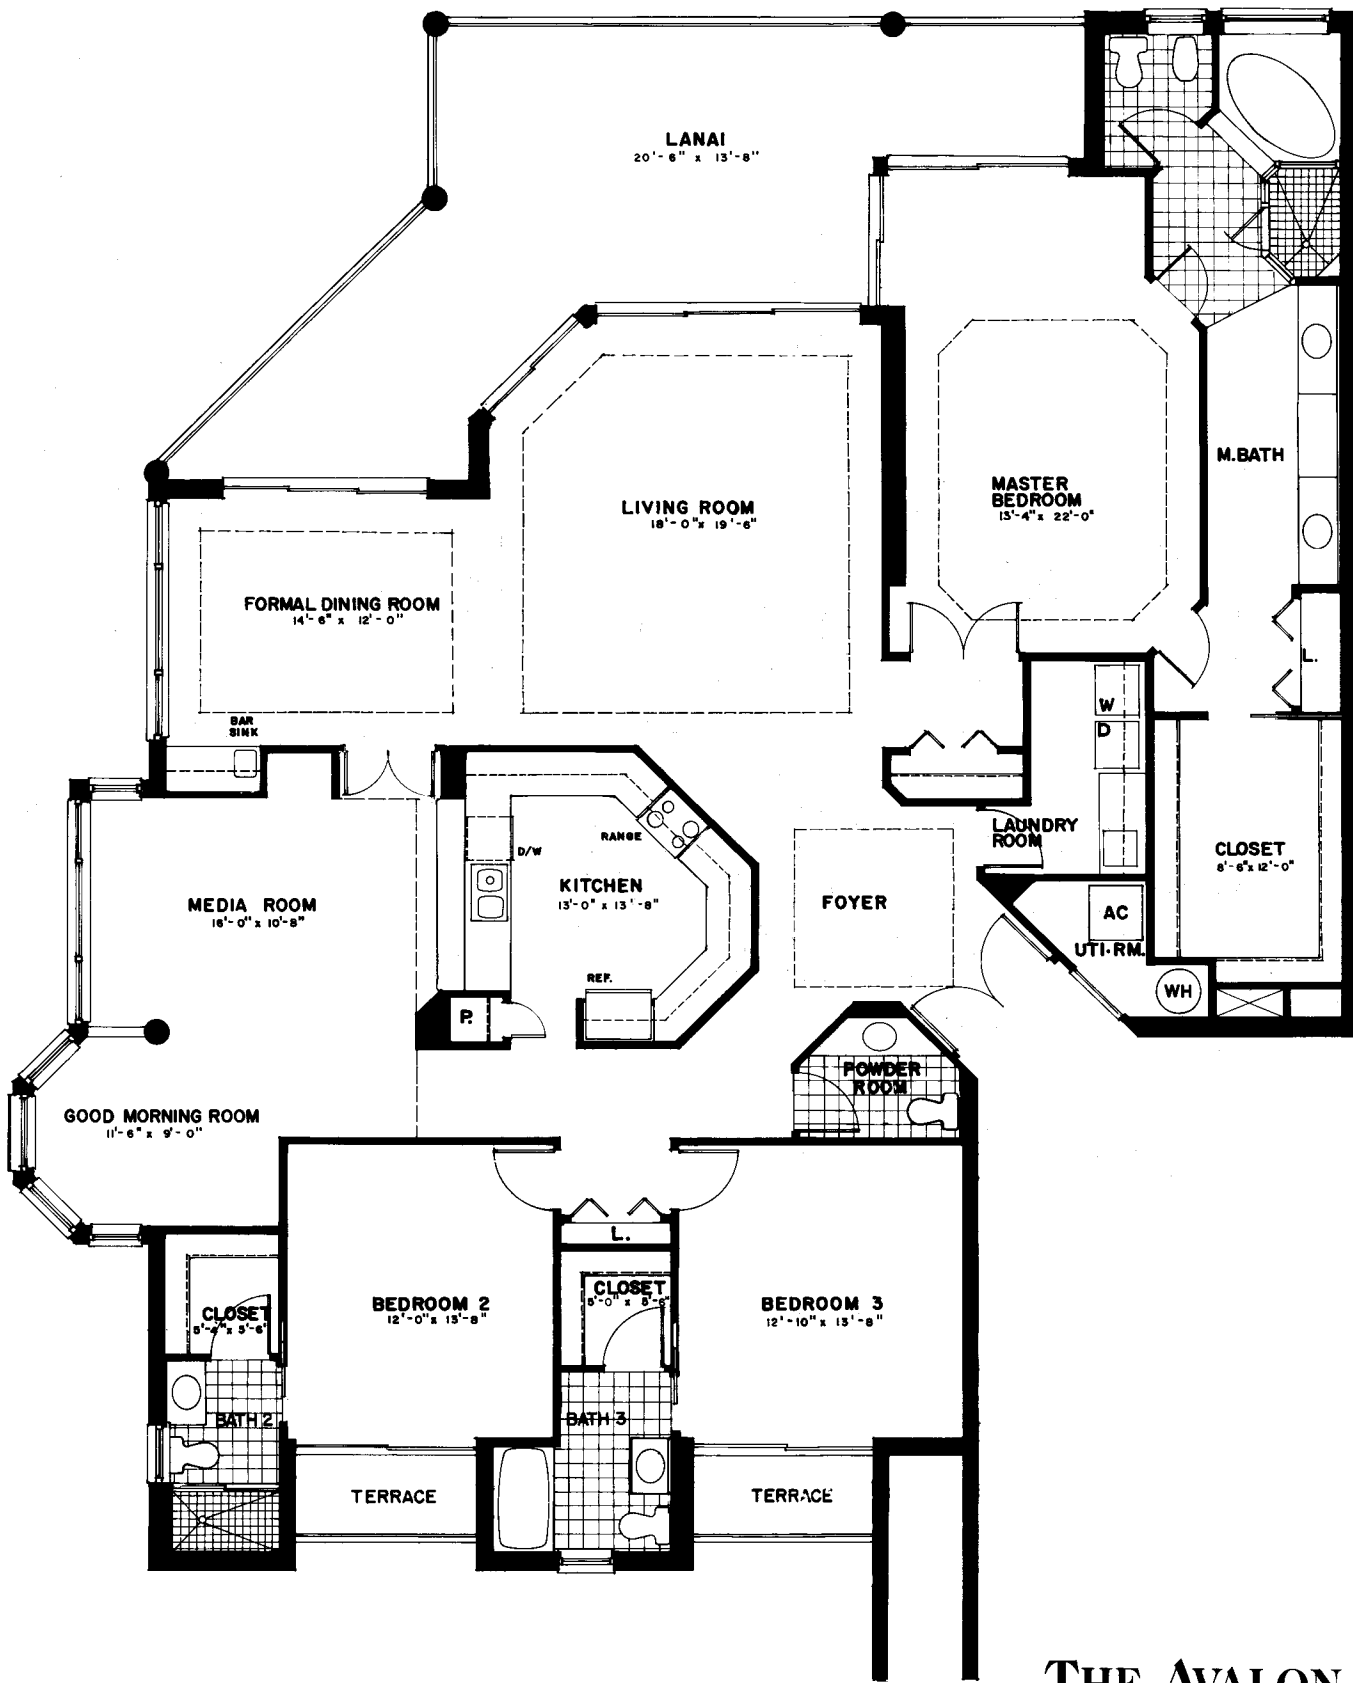 LANAI
20'-6" x 13'-8"
M.BATH
MASTER
BEDROOM
13'-4" x 22'-0"
LIVING ROOM
18'-0" x 19'-6"
FORMAL DINING ROOM
14'-6" x 12'-0"
L.
BAR
SINK
W
D
RANGE
LAUNDRY
ROOM
D/W
CLOSET
8'-6" x 12'-0"
KITCHEN
13'-0" x 13'-8"
MEDIA ROOM
16'-0" x 10'-8"
FOYER
AC
UTI.RM.
REF.
WH
P.
POWDER
ROOM
GOOD MORNING ROOM
11'-6" x 9'-0"
L.
CLOSET
5'-0" x
CLOSET
BEDROOM 2
12'-0" x 13'-8"
BEDROOM 3
12'-10" x 13'-8"
BATH 2
BATH 3
TERRACE
TERRACE
THE AVALON